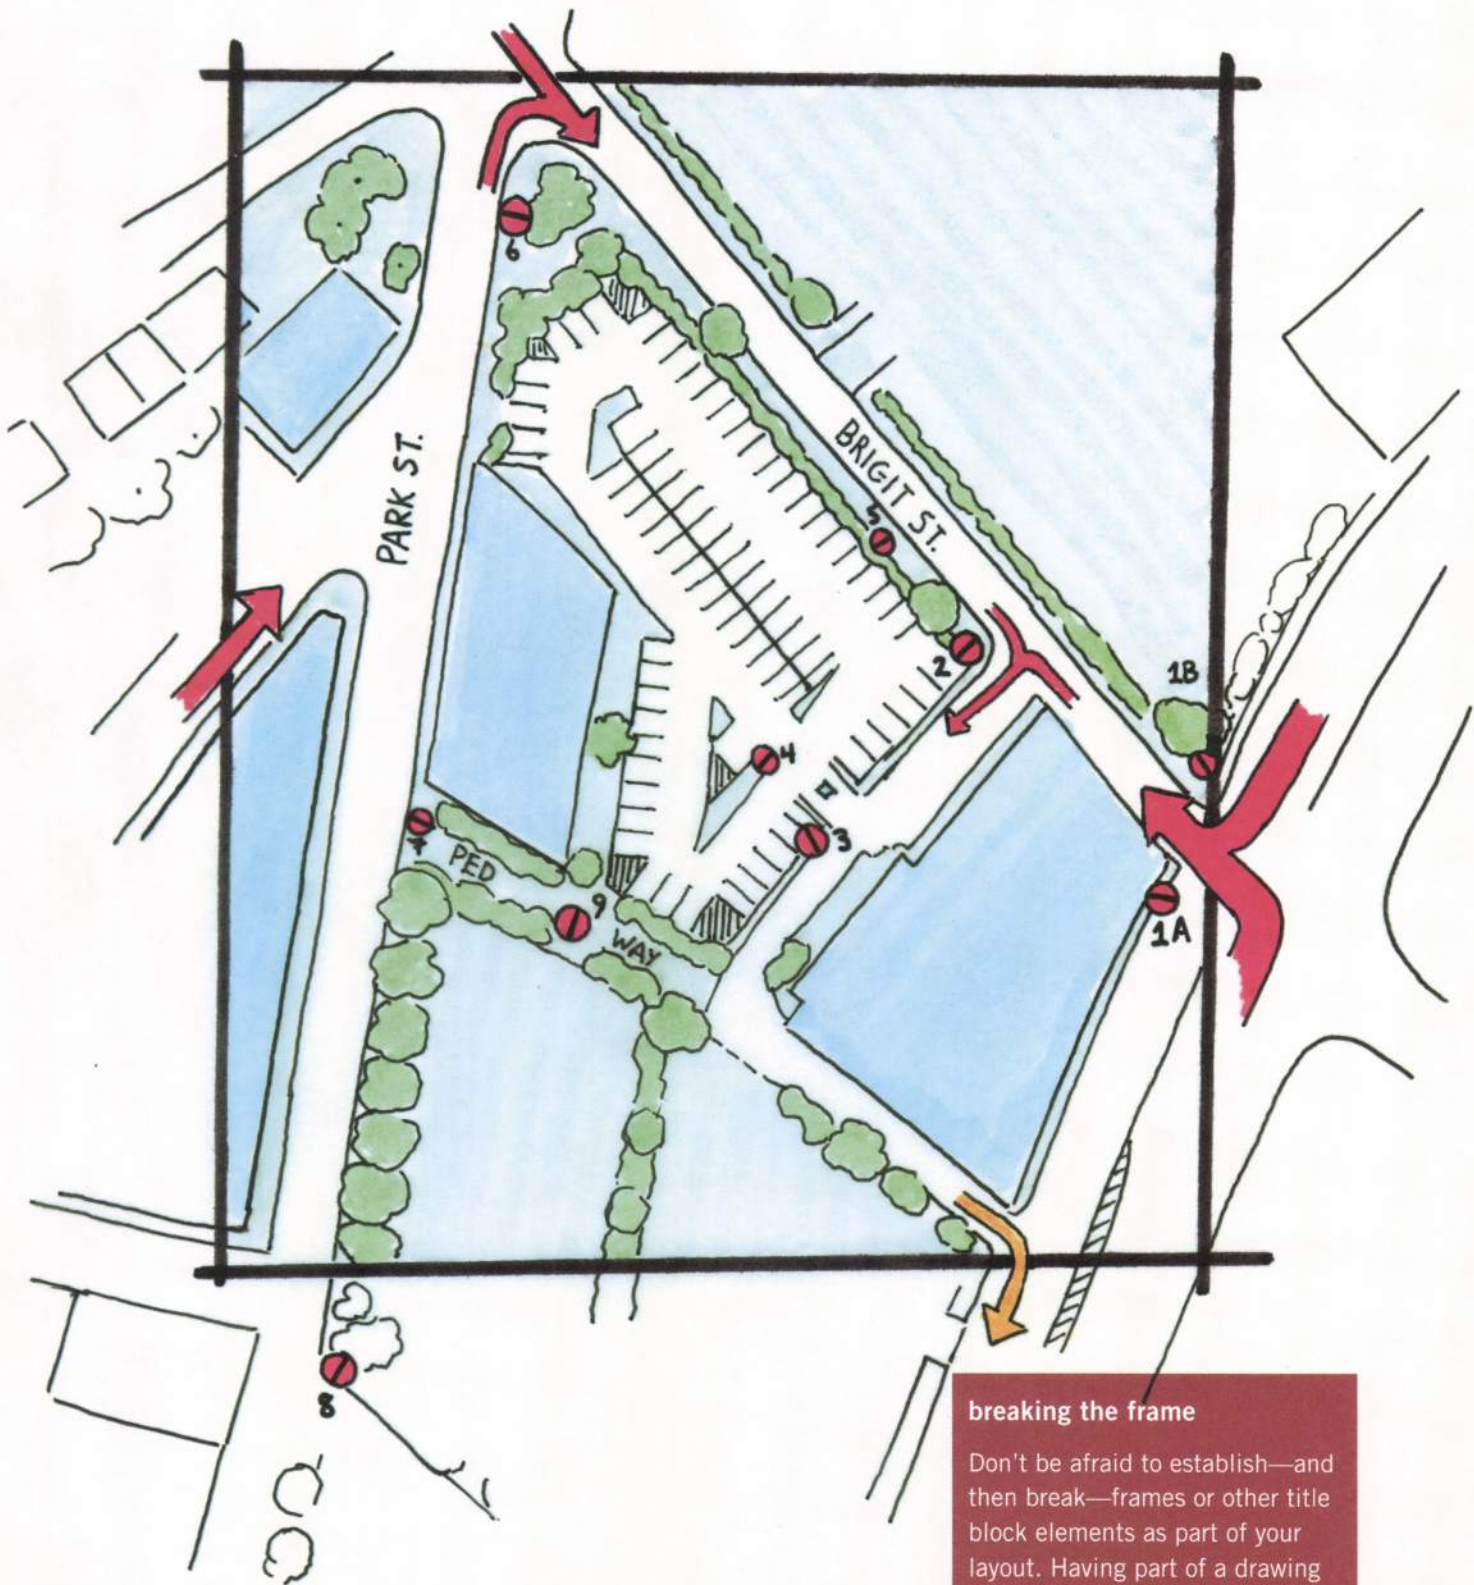 6
PARK ST.
BRIGIT ST.
5
2
1B
4
3
7
PED
9
WAY
1A
8
breaking the frame
Don't be afraid to establish—and
then break—frames or other title
block elements as part of your
layout. Having part of a drawing